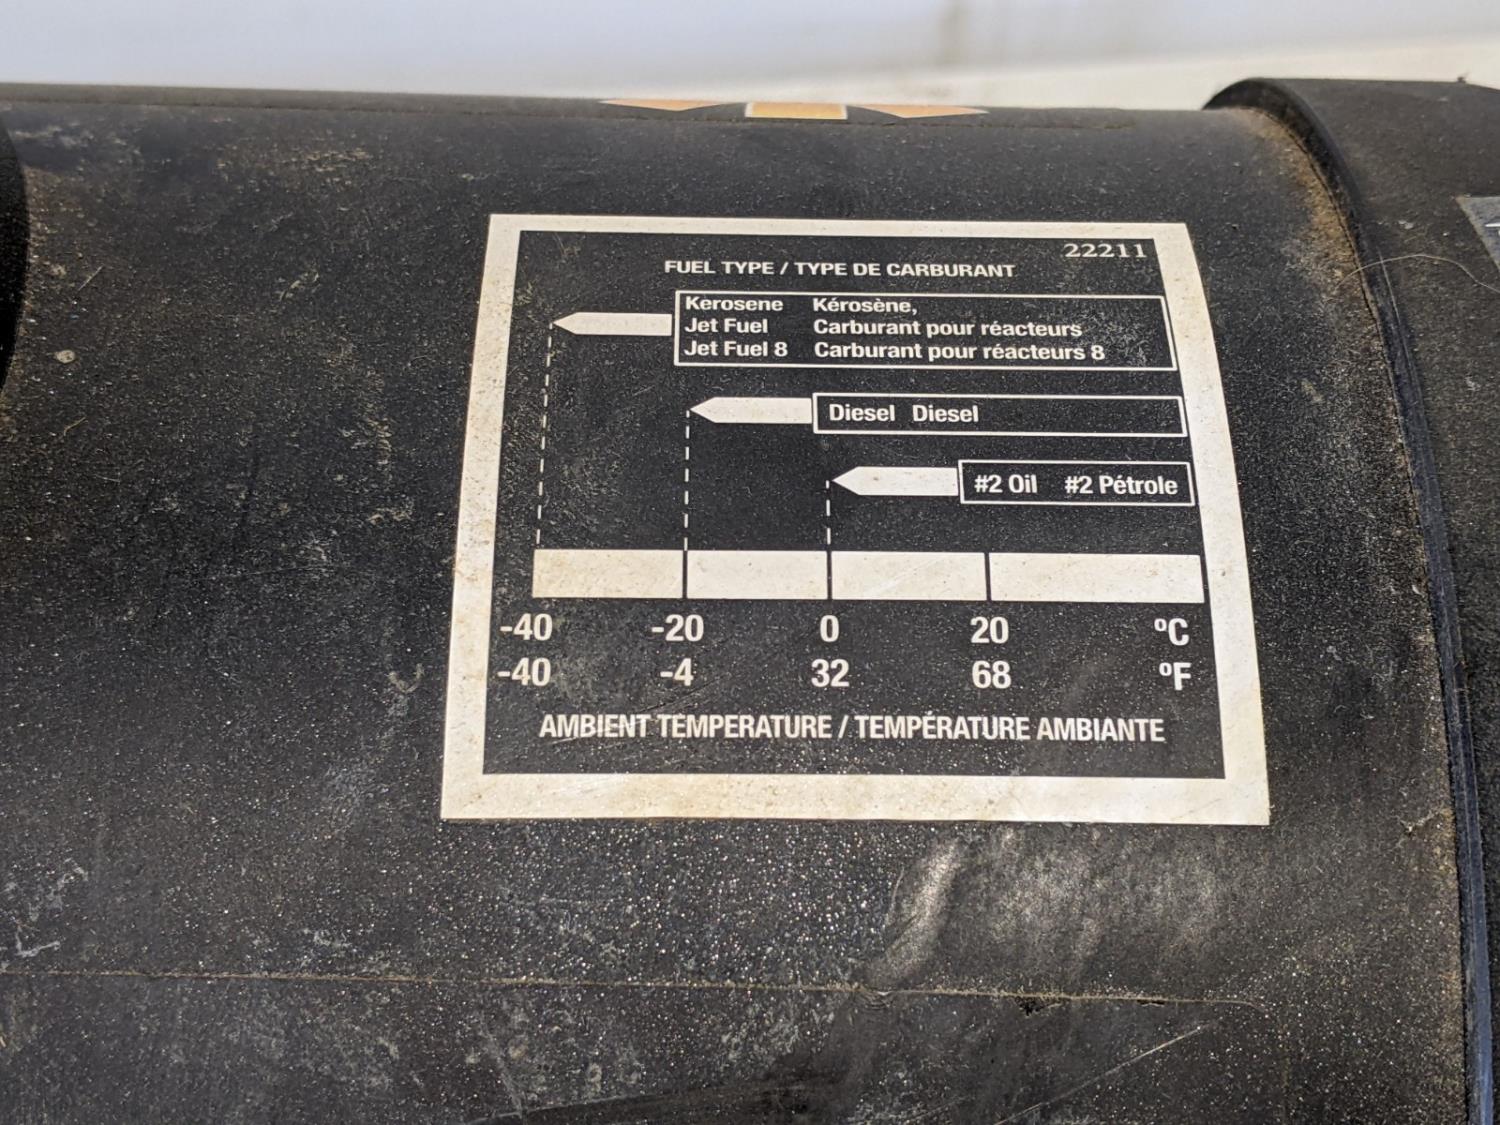 22211
FUEL TYPE / TYPE DE CARBURANT
Kerosene Kérosène,
Jet Fuel Carburant pour réacteurs
Jet Fuel 8 Carburant pour réacteurs 8
Diesel Diesel
#2 Oil #2 Pétrole
-40 -20 0 20 ºC
-40 -4 32 68 ºF
AMBIENT TEMPERATURE / TEMPÉRATURE AMBIANTE